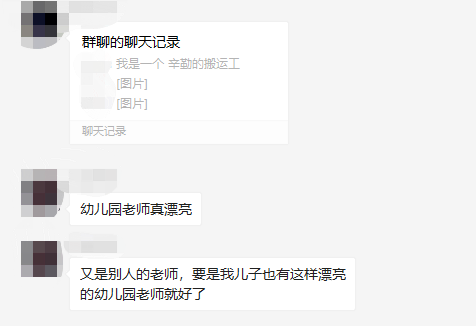 群聊的聊天记录
我是一个 辛勤的搬运工
[图片]
[图片]
聊天记录
幼儿园老师真漂亮
又是别人的老师，要是我儿子也有这样漂亮
的幼儿园老师就好了